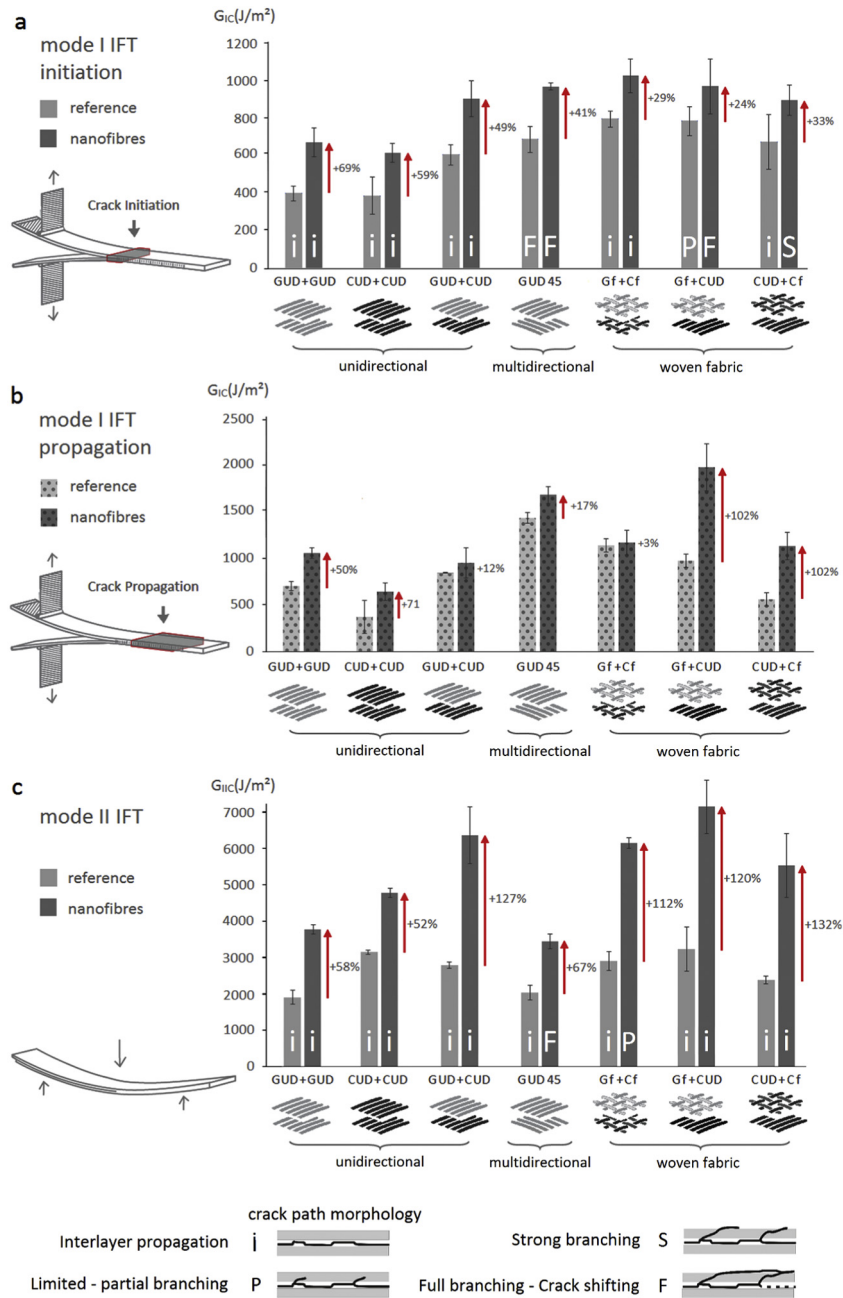 a
mode I IFT
initiation
reference
nanofibres
Crack Initiation
G_IC(J/m²)
1200
1000
800
600
400
200
0
+69%
+59%
+49%
+41%
+29%
+24%
+33%
i i i i i i F F i i P F i S
GUD+GUD CUD+CUD GUD+CUD GUD45 Gf+Cf Gf+CUD CUD+Cf
unidirectional multidirectional woven fabric
b
mode I IFT
propagation
reference
nanofibres
Crack Propagation
G_IC(J/m²)
2500
2000
1500
1000
500
0
+50%
+71
+12%
+17%
+3%
+102%
+102%
GUD+GUD CUD+CUD GUD+CUD GUD45 Gf+Cf Gf+CUD CUD+Cf
unidirectional multidirectional woven fabric
c
mode II IFT
reference
nanofibres
G_IIC(J/m²)
7000
6000
5000
4000
3000
2000
1000
0
+58%
+52%
+127%
+67%
+112%
+120%
+132%
i i i i i i i F i P i i i i
GUD+GUD CUD+CUD GUD+CUD GUD45 Gf+Cf Gf+CUD CUD+Cf
unidirectional multidirectional woven fabric
crack path morphology
Interlayer propagation i
Strong branching S
Limited - partial branching P
Full branching - Crack shifting F